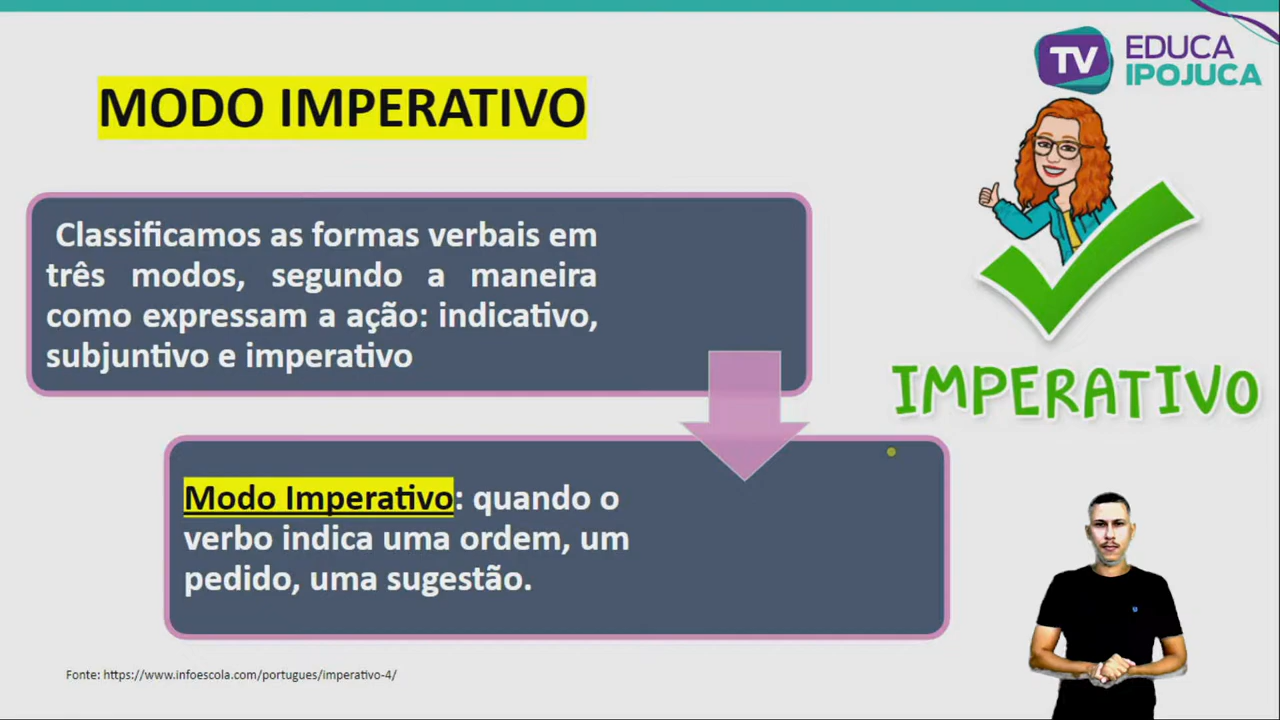 TV EDUCA
IPOJUCA
MODO IMPERATIVO
Classificamos as formas verbais em
três modos, segundo a maneira
como expressam a ação: indicativo,
subjuntivo e imperativo
IMPERATIVO
Modo Imperativo: quando o
verbo indica uma ordem, um
pedido, uma sugestão.
Fonte: https://www.infoescola.com/portugues/imperativo-4/